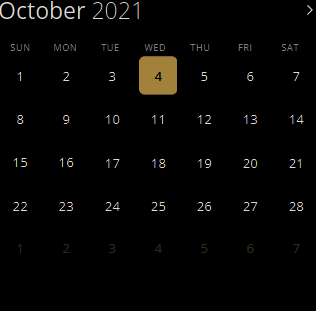 October 2021
SUN MON TUE WED THU FRI SAT
1 2 3 4 5 6 7
8 9 10 11 12 13 14
15 16 17 18 19 20 21
22 23 24 25 26 27 28
1 2 3 4 5 6 7